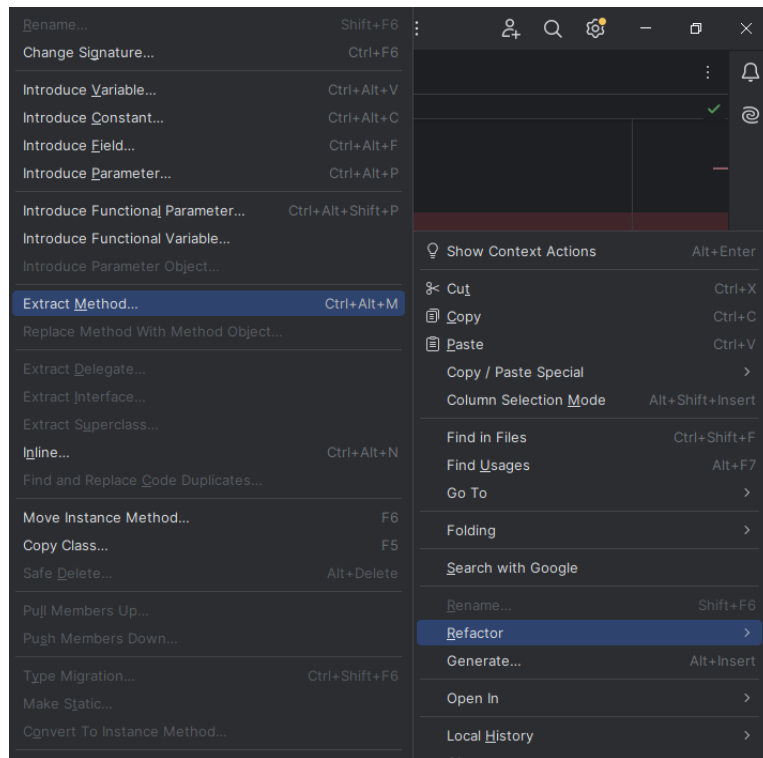 Rename... Shift+F6
Change Signature... Ctrl+F6
Introduce Variable... Ctrl+Alt+V
Introduce Constant... Ctrl+Alt+C
Introduce Field... Ctrl+Alt+F
Introduce Parameter... Ctrl+Alt+P
Introduce Functional Parameter... Ctrl+Alt+Shift+P
Introduce Functional Variable...
Introduce Parameter Object...
Extract Method... Ctrl+Alt+M
Replace Method With Method Object...
Extract Delegate...
Extract Interface...
Extract Superclass...
Inline... Ctrl+Alt+N
Find and Replace Code Duplicates...
Move Instance Method... F6
Copy Class... F5
Safe Delete... Alt+Delete
Pull Members Up...
Push Members Down...
Type Migration... Ctrl+Shift+F6
Make Static...
Convert To Instance Method...
Show Context Actions Alt+Enter
Cut Ctrl+X
Copy Ctrl+C
Paste Ctrl+V
Copy / Paste Special
Column Selection Mode Alt+Shift+Insert
Find in Files Ctrl+Shift+F
Find Usages Alt+F7
Go To
Folding
Search with Google
Rename... Shift+F6
Refactor
Generate... Alt+Insert
Open In
Local History